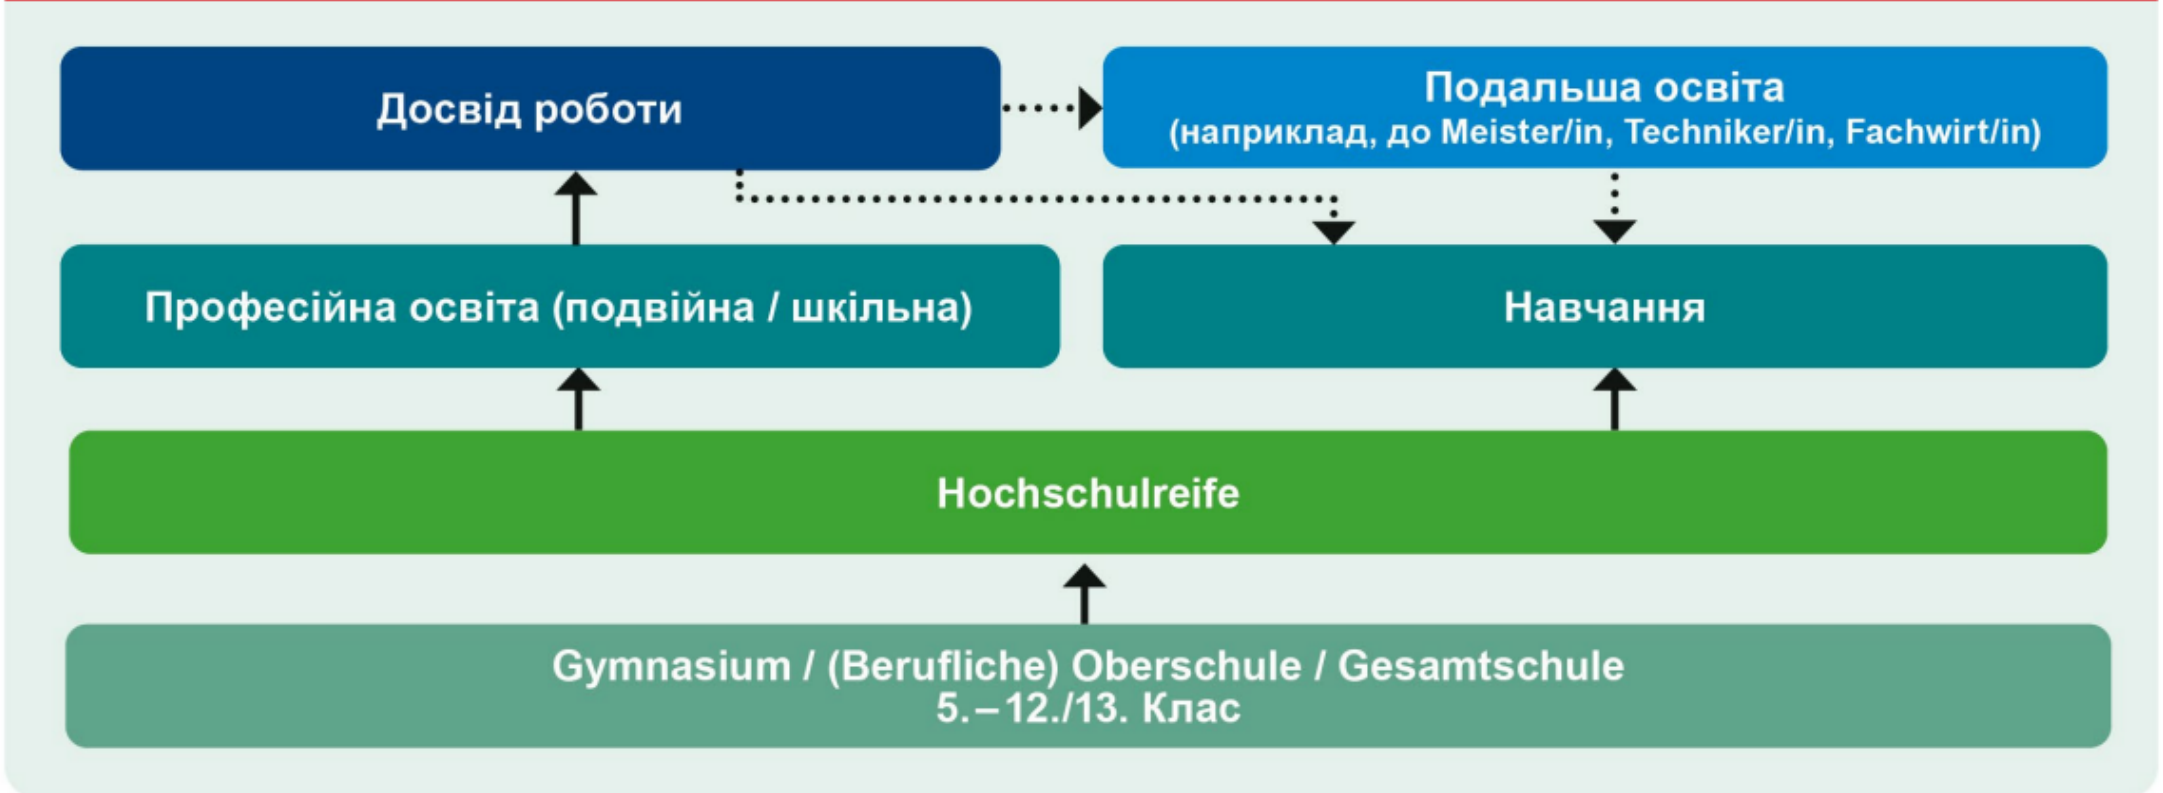 Досвід роботи
Подальша освіта
(наприклад, до Meister/in, Techniker/in, Fachwirt/in)
Професійна освіта (подвійна / шкільна)
Навчання
Hochschulreife
Gymnasium / (Berufliche) Oberschule / Gesamtschule
5.–12./13. Клас